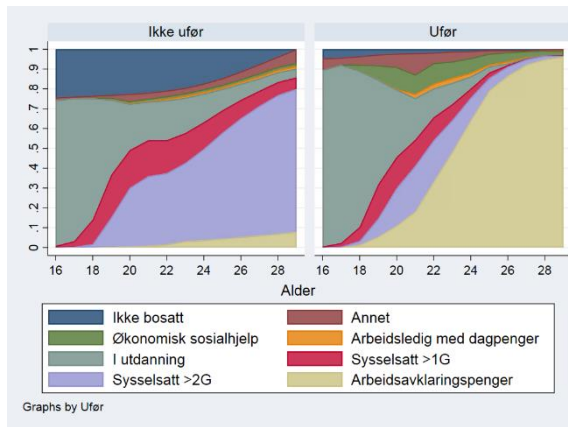 Ikke ufør
Ufør
1
.9
.8
.7
.6
.5
.4
.3
.2
.1
0
16 18 20 22 24 26 28
16 18 20 22 24 26 28
Alder
Ikke bosatt
Annet
Økonomisk sosialhjelp
Arbeidsledig med dagpenger
I utdanning
Sysselsatt >1G
Sysselsatt >2G
Arbeidsavklaringspenger
Graphs by Ufør